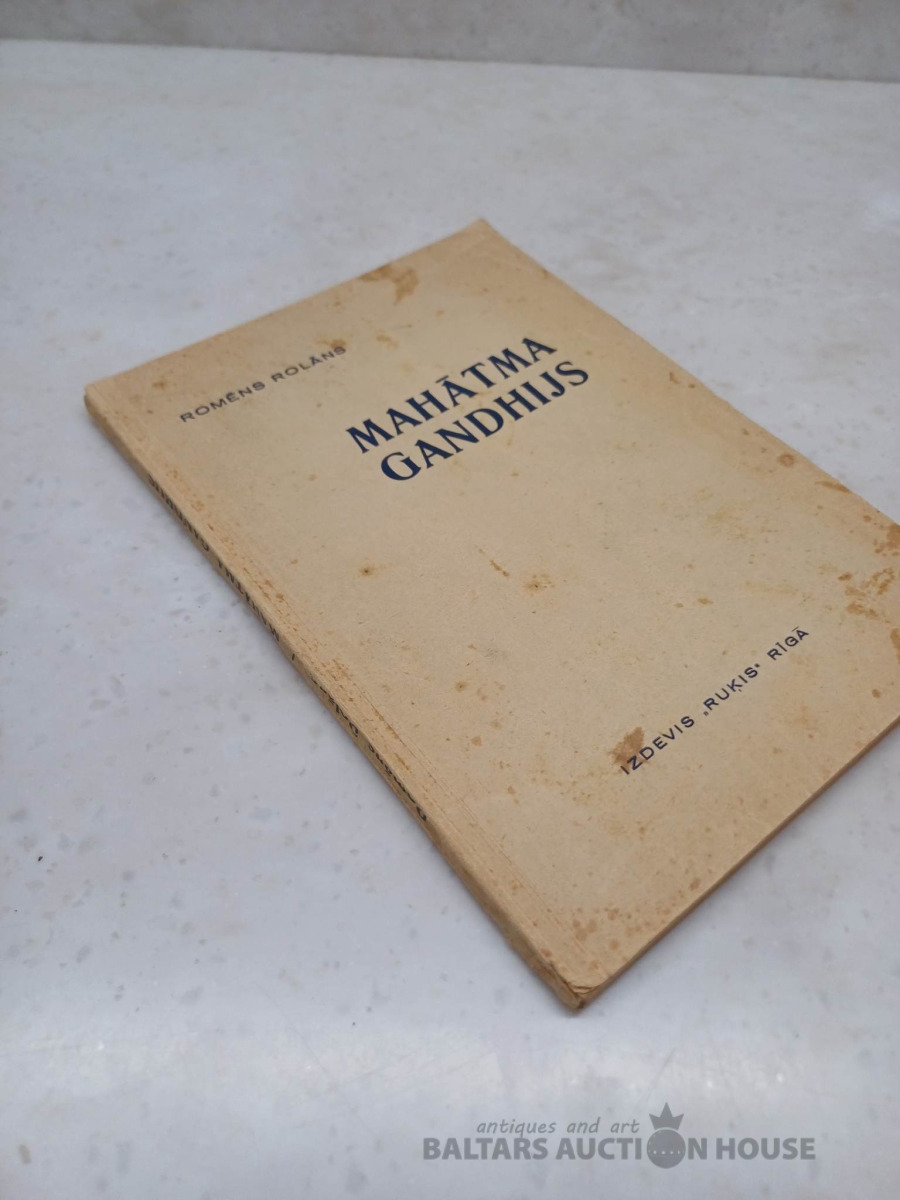 ROMĒNS ROLĀNS
MAHĀTMA
GANDHIJS
IZDEVIS „RUĶIS" RĪGĀ
antiques and art
BALTARS AUCTION HOUSE